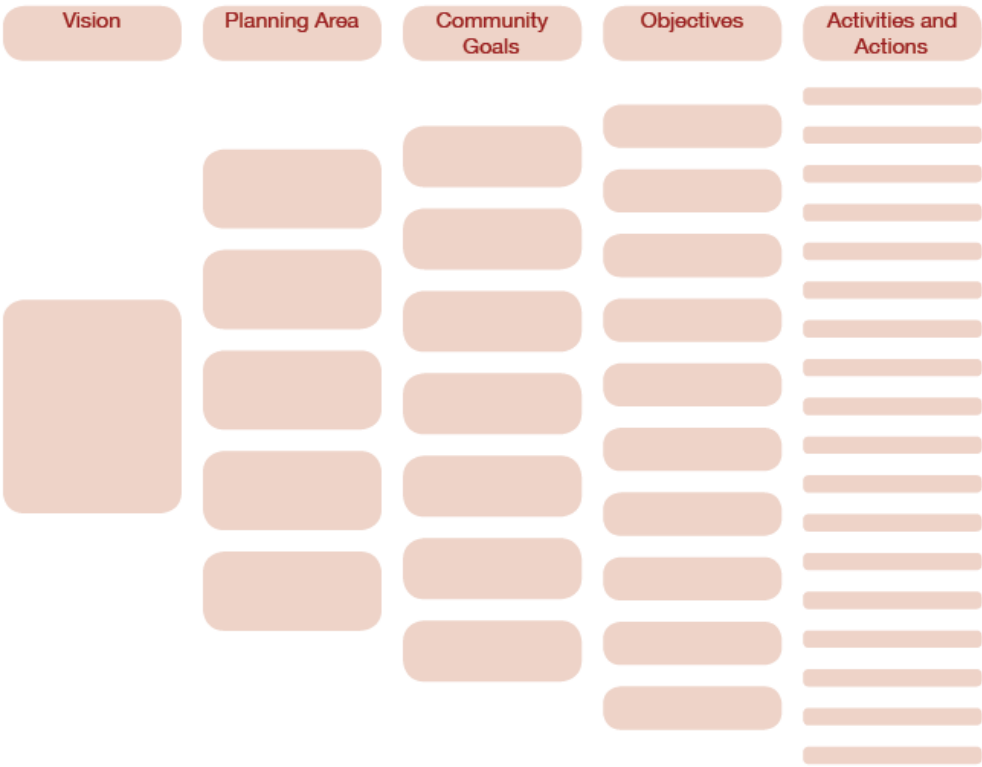 Vision
Planning Area
Community
Goals
Objectives
Activities and
Actions